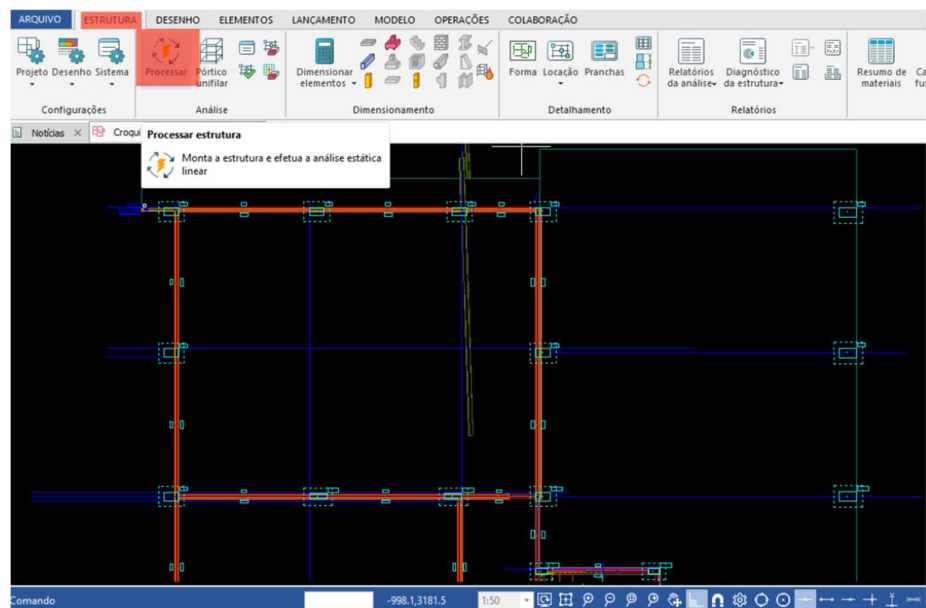 ARQUIVO ESTRUTURA DESENHO ELEMENTOS LANÇAMENTO MODELO OPERAÇÕES COLABORAÇÃO
Projeto Desenho Sistema Processar Pórtico unifilar Dimensionar elementos Forma Locação Pranchas Relatórios da análise Diagnóstico da estrutura Resumo de materiais
Configurações Análise Dimensionamento Detalhamento Relatórios
Notícias Croqui
Processar estrutura
Monta a estrutura e efetua a análise estática
linear
Comando -998.1,3181.5 1:50